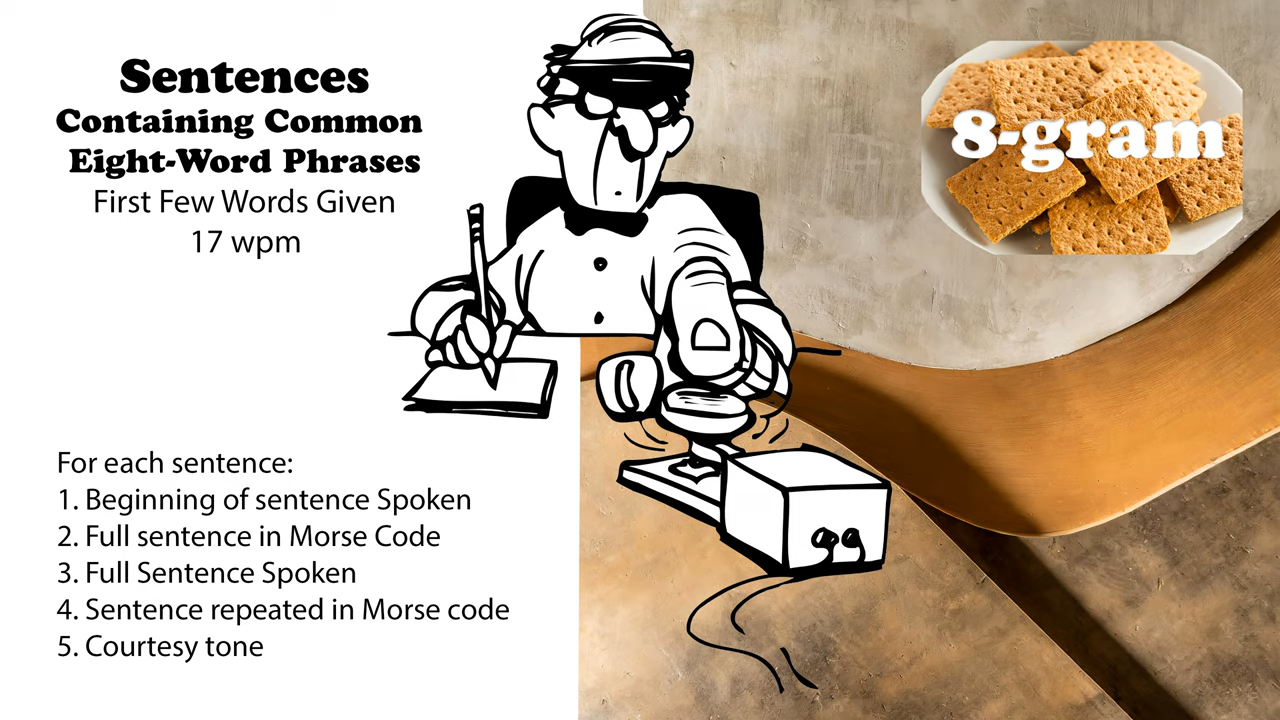 Sentences
Containing Common
Eight-Word Phrases
First Few Words Given
17 wpm
8-gram
For each sentence:
1. Beginning of sentence Spoken
2. Full sentence in Morse Code
3. Full Sentence Spoken
4. Sentence repeated in Morse code
5. Courtesy tone